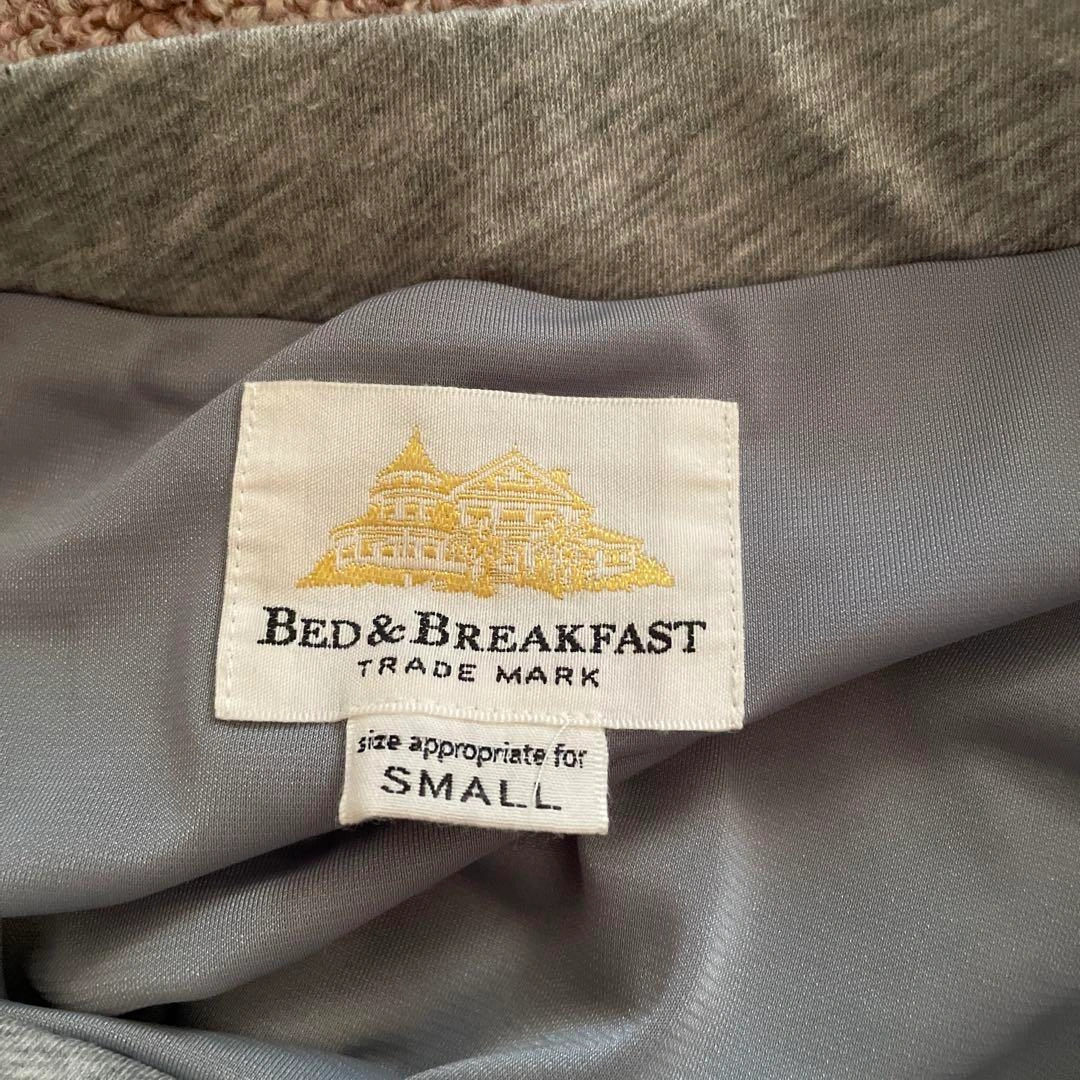 BED & BREAKFAST
TRADE MARK
size appropriate for
SMALL